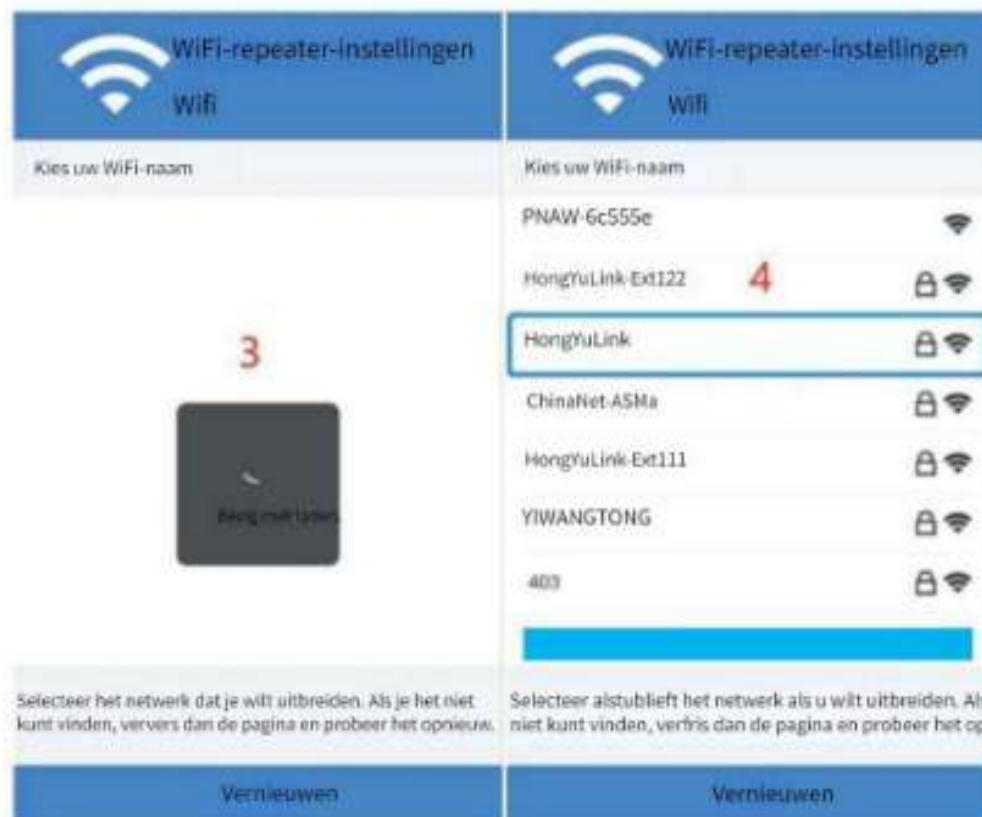 WiFi-repeater-instellingen
Wifi
Kies uw WiFi-naam
3
Bezig met laden
Selecteer het netwerk dat je wilt uitbreiden. Als je het niet
kunt vinden, ververs dan de pagina en probeer het opnieuw.
Vernieuwen
WiFi-repeater-instellingen
Wifi
Kies uw WiFi-naam
PNAW-6c555e
HongYuLink-Ext122
4
HongYuLink
ChinaNet-ASMa
HongYuLink-Ext111
YIWANGTONG
403
Selecteer alstublieft het netwerk als u wilt uitbreiden. Als
niet kunt vinden, verfris dan de pagina en probeer het op
Vernieuwen